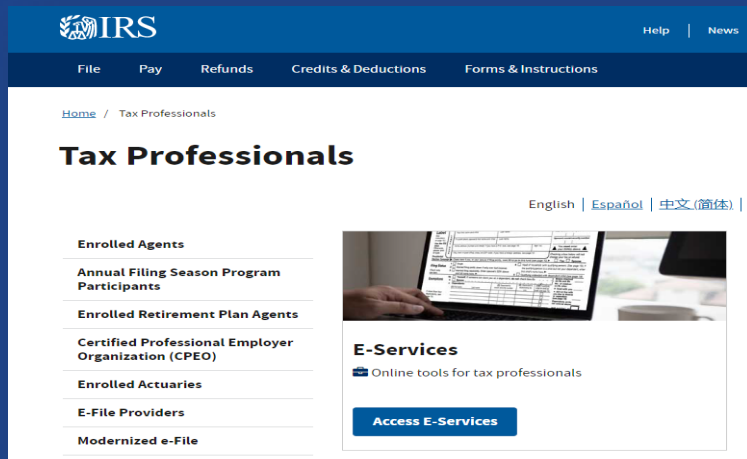 IRS
Help | News
File Pay Refunds Credits & Deductions Forms & Instructions
Home / Tax Professionals
Tax Professionals
English | Español | 中文 (简体) |
Enrolled Agents
Annual Filing Season Program
Participants
Enrolled Retirement Plan Agents
Certified Professional Employer
Organization (CPEO)
Enrolled Actuaries
E-File Providers
Modernized e-File
E-Services
Online tools for tax professionals
Access E-Services